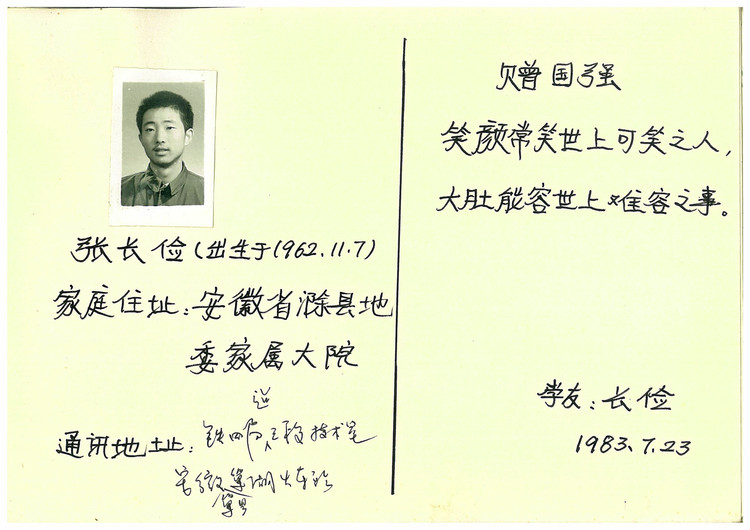 张长俭(出生于1962.11.7)
家庭住址:安徽省滁县地
委家属大院
通讯地址:铁四局三段技术室
安徽巢湖火车站
赠国强
笑颜常笑世上可笑之人,
大肚能容世上难容之事。
学友:长俭
1983.7.23